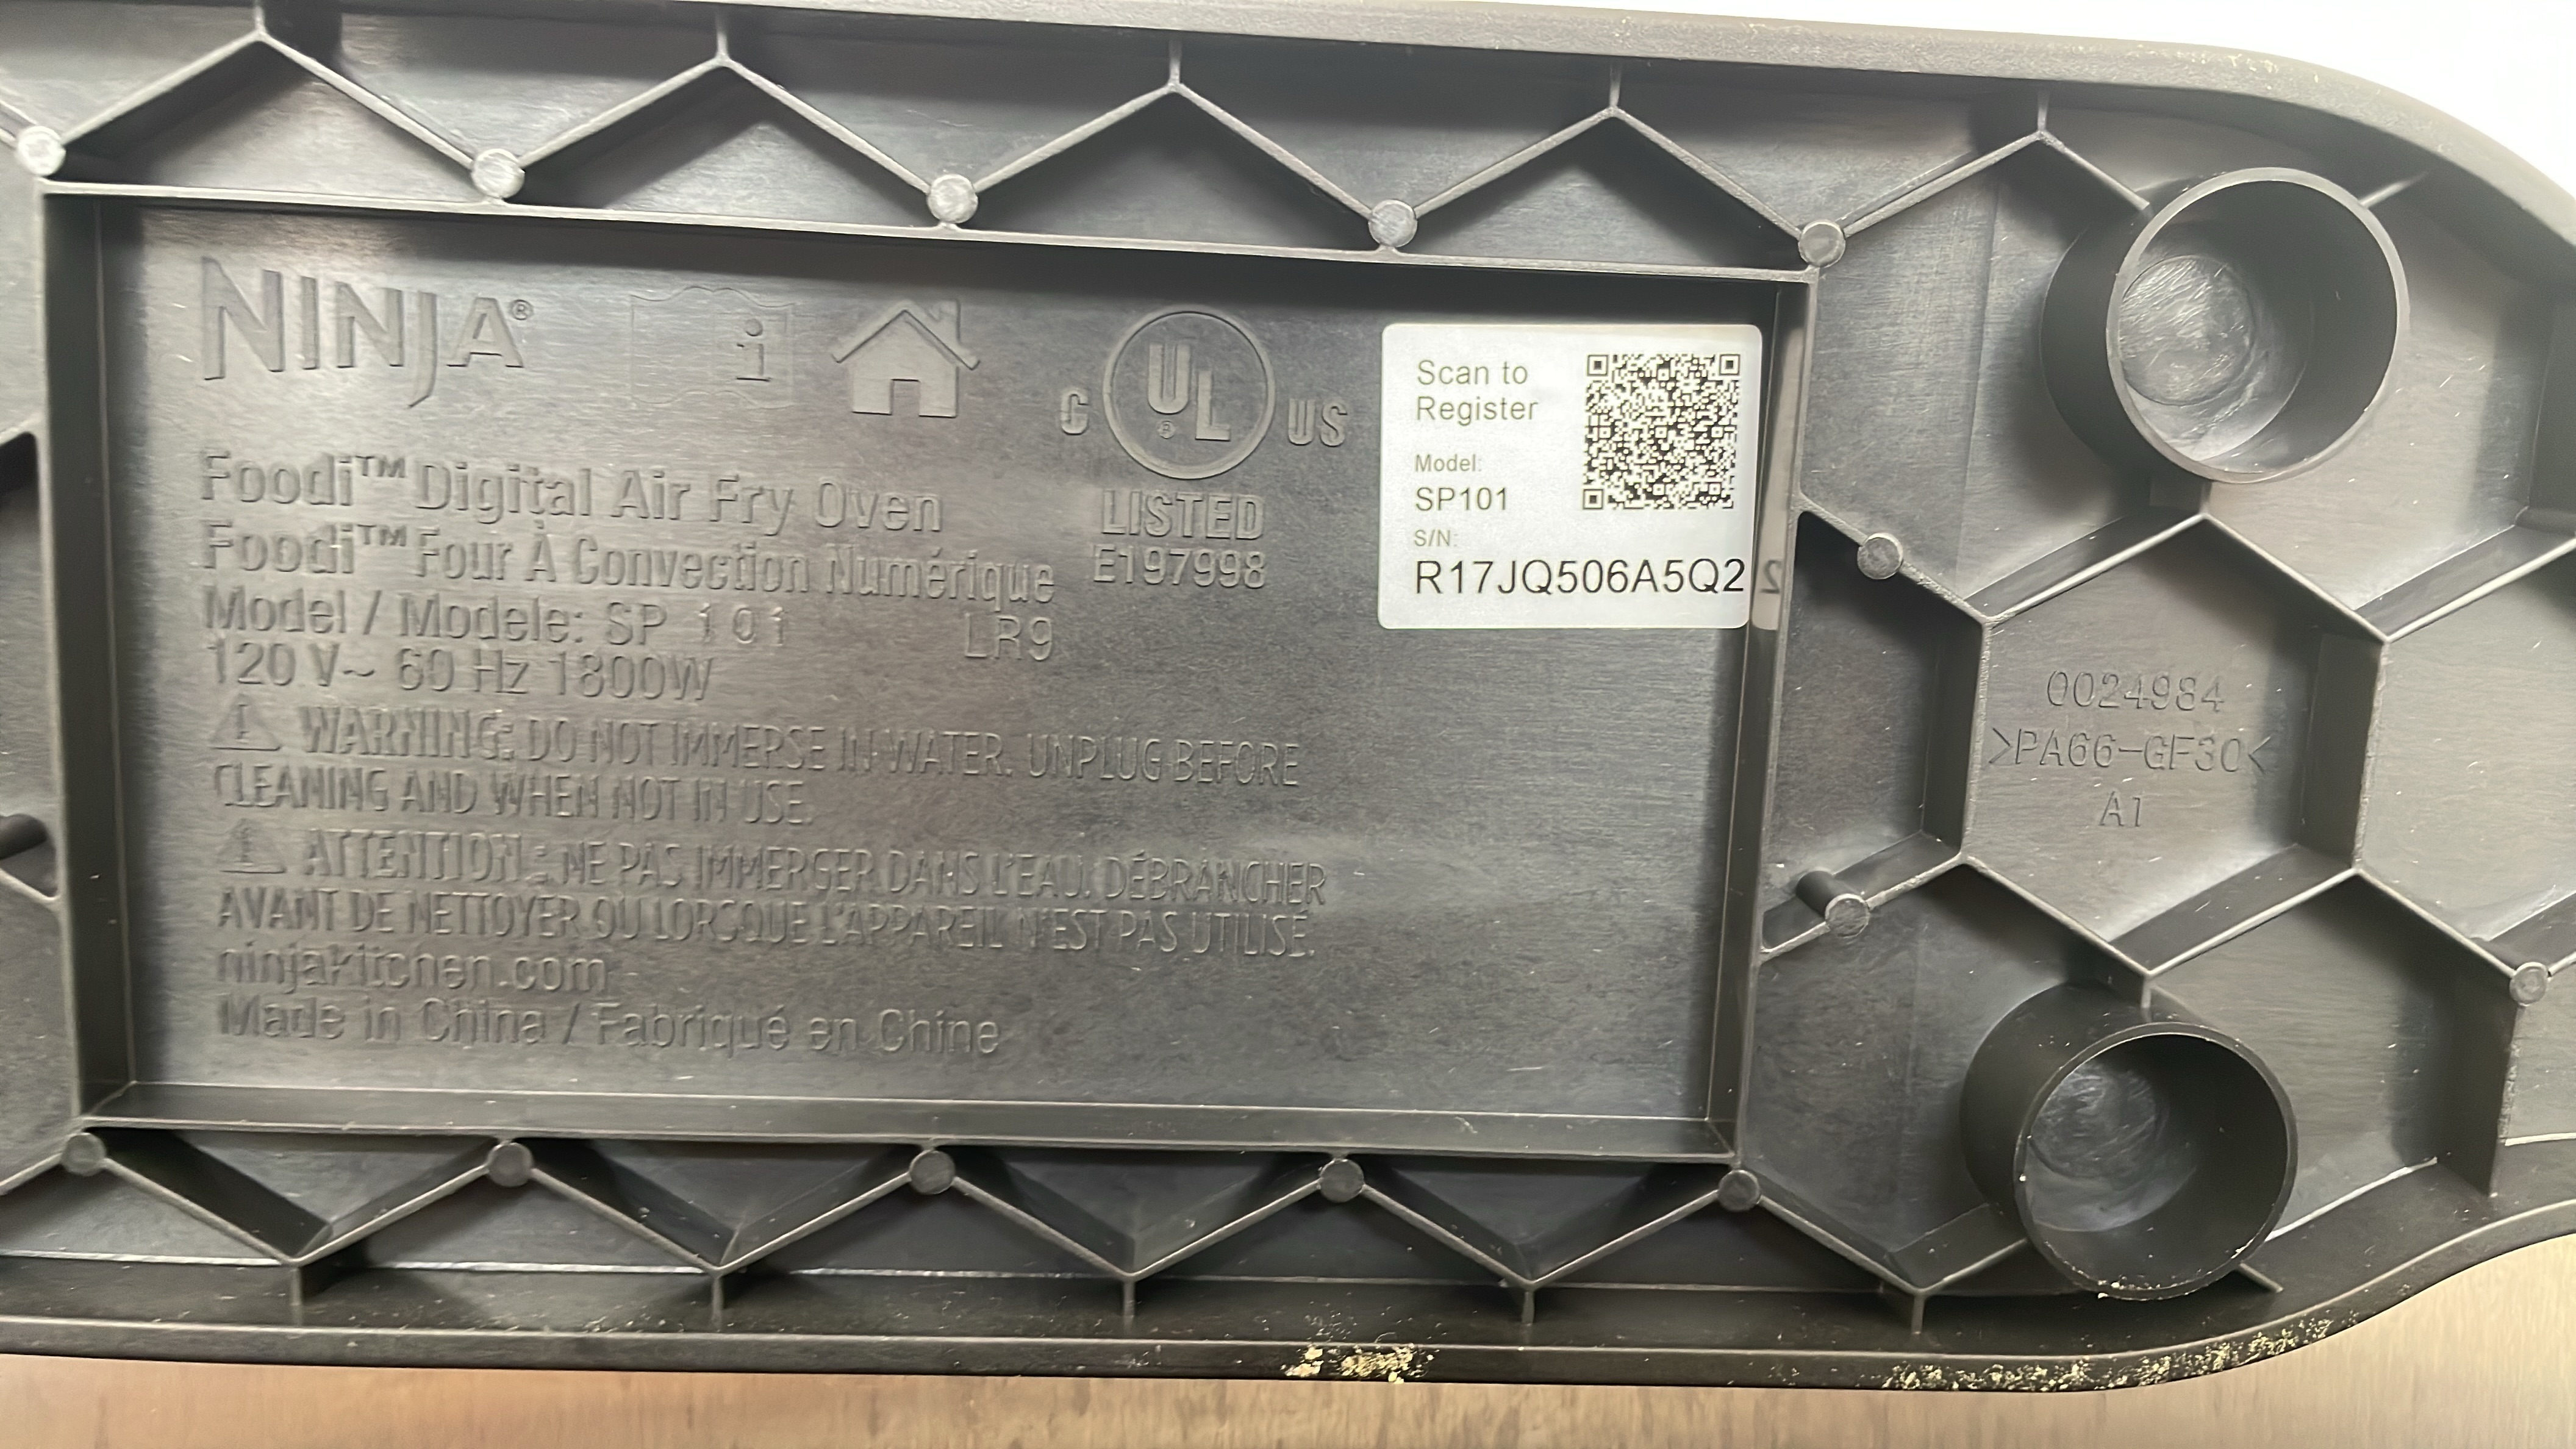 NINJA®
i
C UL® US
LISTED
E197998
Foodi™ Digital Air Fry Oven
Foodi™ Four À Convection Numérique
Model / Modele: SP 101 LR9
120 V~ 60 Hz 1800W
WARNING: DO NOT IMMERSE IN WATER. UNPLUG BEFORE
CLEANING AND WHEN NOT IN USE.
ATTENTION : NE PAS IMMERGER DANS L'EAU. DÉBRANCHER
AVANT DE NETTOYER OU LORSQUE L'APPAREIL N'EST PAS UTILISÉ.
ninjakitchen.com
Made in China / Fabriqué en Chine
Scan to
Register
Model:
SP101
S/N:
R17JQ506A5Q2
0024984
>PA66-GF30<
A1